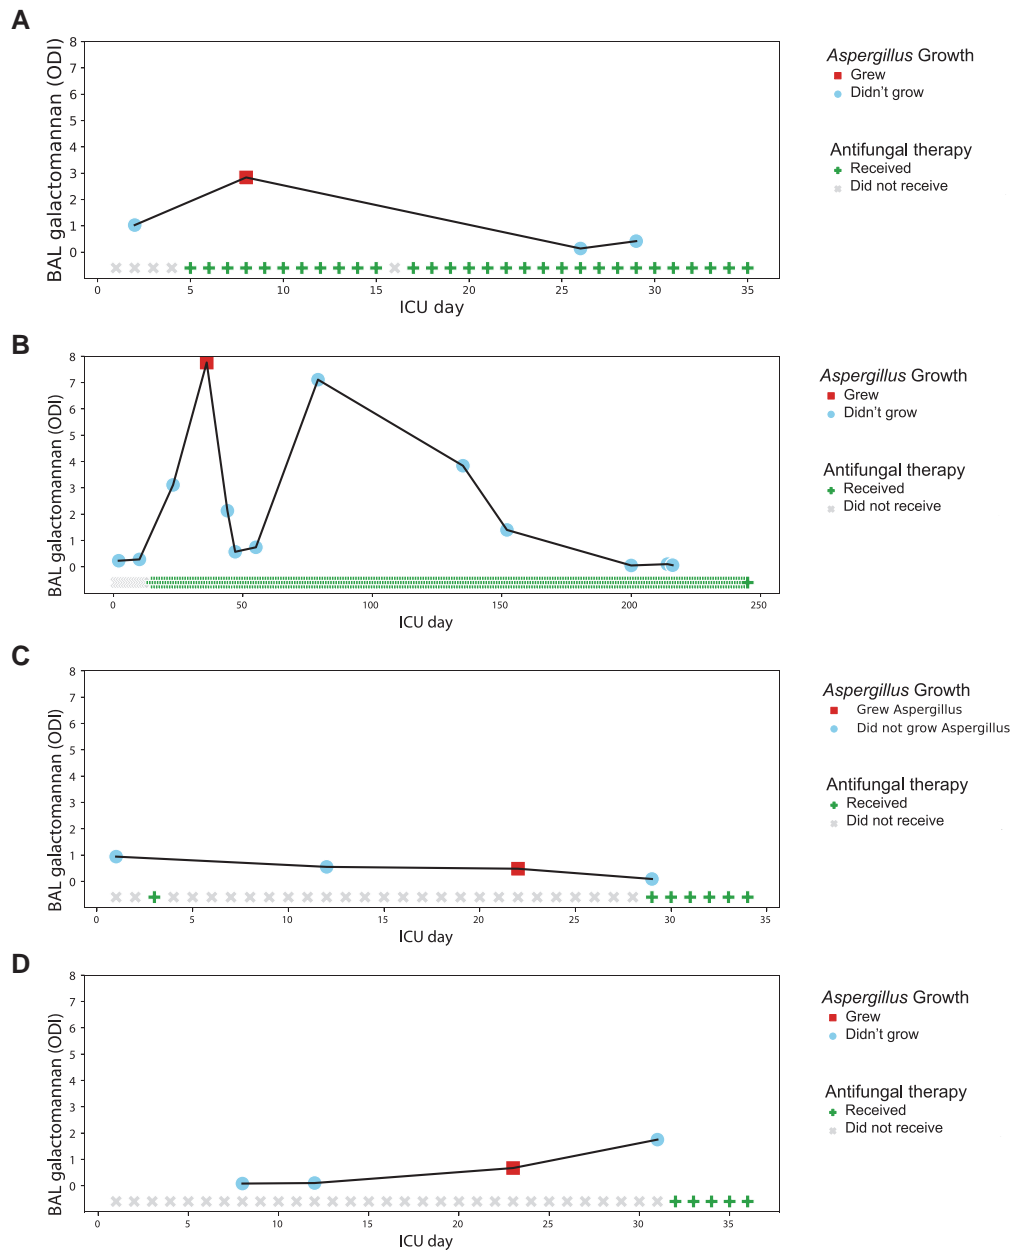 A
BAL galactomannan (ODI)
8
7
6
5
4
3
2
1
0
0 5 10 15 20 25 30 35
ICU day
Aspergillus Growth
Grew
Didn't grow
Antifungal therapy
Received
Did not receive
B
BAL galactomannan (ODI)
8
7
6
5
4
3
2
1
0
0 50 100 150 200 250
ICU day
Aspergillus Growth
Grew
Didn't grow
Antifungal therapy
Received
Did not receive
C
BAL galactomannan (ODI)
8
7
6
5
4
3
2
1
0
0 5 10 15 20 25 30 35
ICU day
Aspergillus Growth
Grew Aspergillus
Did not grow Aspergillus
Antifungal therapy
Received
Did not receive
D
BAL galactomannan (ODI)
8
7
6
5
4
3
2
1
0
0 5 10 15 20 25 30 35
ICU day
Aspergillus Growth
Grew
Didn't grow
Antifungal therapy
Received
Did not receive